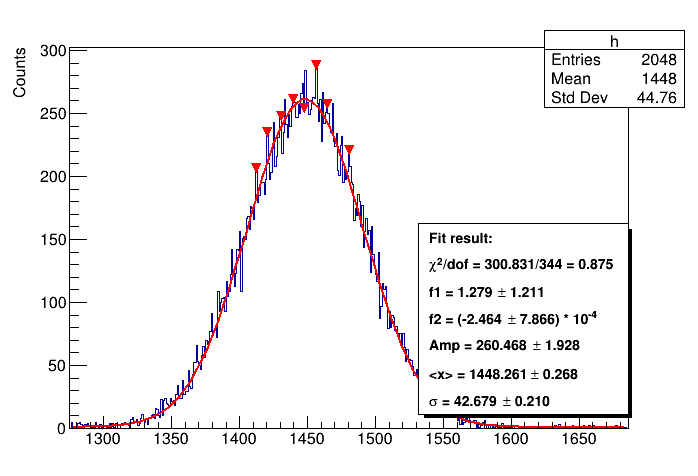 h
Entries 2048
Mean 1448
Std Dev 44.76
Counts
300
250
200
150
100
50
0
Fit result:
χ²/dof = 300.831/344 = 0.875
f1 = 1.279 ± 1.211
f2 = (-2.464 ± 7.866) * 10⁻⁴
Amp = 260.468 ± 1.928
<x> = 1448.261 ± 0.268
σ = 42.679 ± 0.210
1300 1350 1400 1450 1500 1550 1600 1650